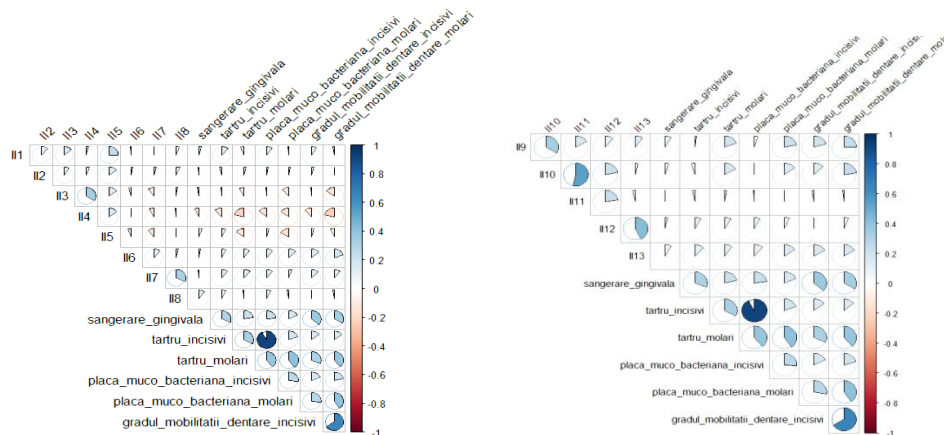 II2 II3 II4 II5 II6 II7 II8 sangerare_gingivala tartru_incisivi tartru_molari placa_muco_bacteriana_incisivi placa_muco_bacteriana_molari gradul_mobilitatii_dentare_incisivi gradul_mobilitatii_dentare_molari
II1
II2
II3
II4
II5
II6
II7
II8
sangerare_gingivala
tartru_incisivi
tartru_molari
placa_muco_bacteriana_incisivi
placa_muco_bacteriana_molari
gradul_mobilitatii_dentare_incisivi
1
0.8
0.6
0.4
0.2
0
-0.2
-0.4
-0.6
-0.8
-1
II10 II11 II12 II13 sangerare_gingivala tartru_incisivi tartru_molari placa_muco_bacteriana_incisivi placa_muco_bacteriana_molari gradul_mobilitatii_dentare_incisivi gradul_mobilitatii_dentare_mol
II9
II10
II11
II12
II13
sangerare_gingivala
tartru_incisivi
tartru_molari
placa_muco_bacteriana_incisivi
placa_muco_bacteriana_molari
gradul_mobilitatii_dentare_incisivi
1
0.8
0.6
0.4
0.2
0
-0.2
-0.4
-0.6
-0.8
-1